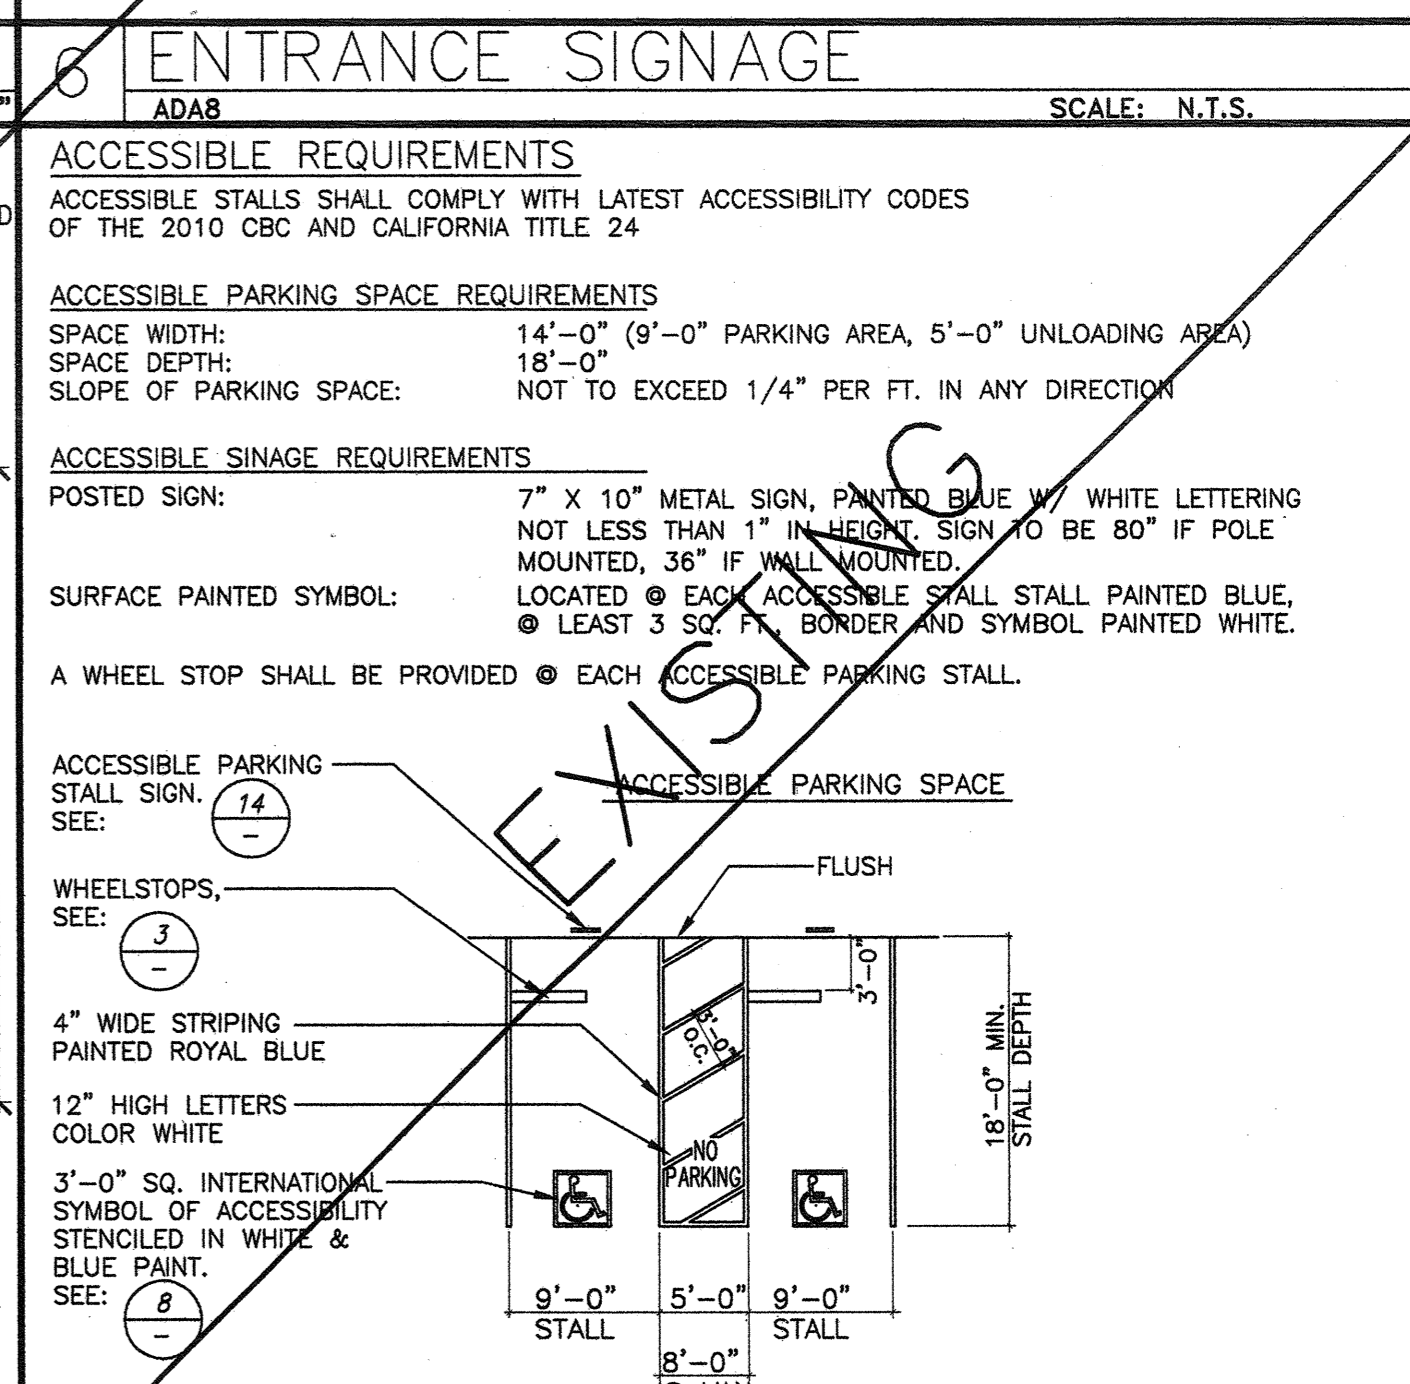 6 ENTRANCE SIGNAGE
ADA8 SCALE: N.T.S.
ACCESSIBLE REQUIREMENTS
ACCESSIBLE STALLS SHALL COMPLY WITH LATEST ACCESSIBILITY CODES
OF THE 2010 CBC AND CALIFORNIA TITLE 24
ACCESSIBLE PARKING SPACE REQUIREMENTS
SPACE WIDTH: 14'-0" (9'-0" PARKING AREA, 5'-0" UNLOADING AREA)
SPACE DEPTH: 18'-0"
SLOPE OF PARKING SPACE: NOT TO EXCEED 1/4" PER FT. IN ANY DIRECTION
ACCESSIBLE SINAGE REQUIREMENTS
POSTED SIGN: 7" X 10" METAL SIGN, PAINTED BLUE W/ WHITE LETTERING
NOT LESS THAN 1" IN HEIGHT. SIGN TO BE 80" IF POLE
MOUNTED, 36" IF WALL MOUNTED.
SURFACE PAINTED SYMBOL: LOCATED @ EACH ACCESSIBLE STALL STALL PAINTED BLUE,
@ LEAST 3 SQ. FT., BORDER AND SYMBOL PAINTED WHITE.
A WHEEL STOP SHALL BE PROVIDED @ EACH ACCESSIBLE PARKING STALL.
EXISTING
ACCESSIBLE PARKING
STALL SIGN.
SEE: 14
-
ACCESSIBLE PARKING SPACE
FLUSH
WHEELSTOPS,
SEE: 3
-
4" WIDE STRIPING
PAINTED ROYAL BLUE
12" HIGH LETTERS
COLOR WHITE
3'-0" SQ. INTERNATIONAL
SYMBOL OF ACCESSIBILITY
STENCILED IN WHITE &
BLUE PAINT.
SEE: 8
-
3'-0"
O.C.
NO
PARKING
3'-0"
18'-0" MIN.
STALL DEPTH
9'-0" 5'-0" 9'-0"
STALL STALL
8'-0"